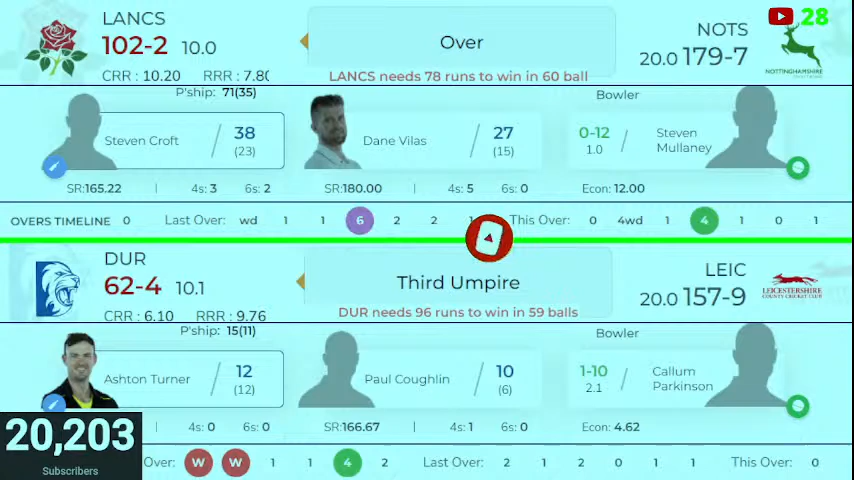 LANCS
102-2 10.0
CRR : 10.20 RRR : 7.80
Over
LANCS needs 78 runs to win in 60 ball
28
NOTS
20.0 179-7
NOTTINGHAMSHIRE
P'ship: 71(35)
Steven Croft 38 (23)
SR:165.22 | 4s: 3 6s: 2
Dane Vilas 27 (15)
SR:180.00 | 4s: 5 6s: 0
Bowler
0-12 1.0 Steven Mullaney
Econ: 12.00
OVERS TIMELINE 0 Last Over: wd 1 1 6 2 2 1 This Over: 0 4wd 1 4 1 0 1
DUR
62-4 10.1
CRR : 6.10 RRR : 9.76
Third Umpire
DUR needs 96 runs to win in 59 balls
LEIC
20.0 157-9
LEICESTERSHIRE
COUNTY CRICKET CLUB
P'ship: 15(11)
Ashton Turner 12 (12)
4s: 0 6s: 0
Paul Coughlin 10 (6)
SR:166.67 | 4s: 1 6s: 0
Bowler
1-10 2.1 Callum Parkinson
Econ: 4.62
20,203
Subscribers
Over: W W 1 1 4 2 Last Over: 2 1 2 0 1 1 This Over: 0